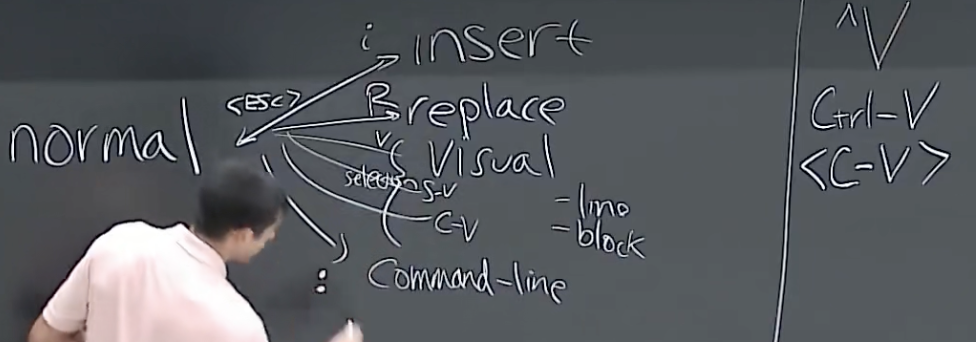 i insert
<ESC>
R replace
normal
v Visual
selection
S-V
-line
C-V
-block
: Command-line
^V
Ctrl-V
<C-V>